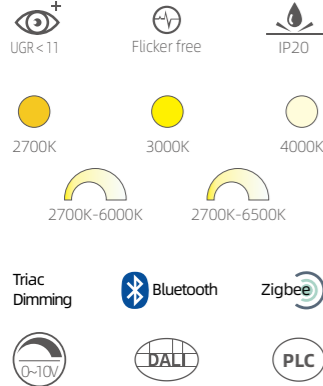 UGR<11 Flicker free IP20
2700K 3000K 4000K
2700K-6000K 2700K-6500K
Triac
Dimming Bluetooth Zigbee
0~10V DALI PLC